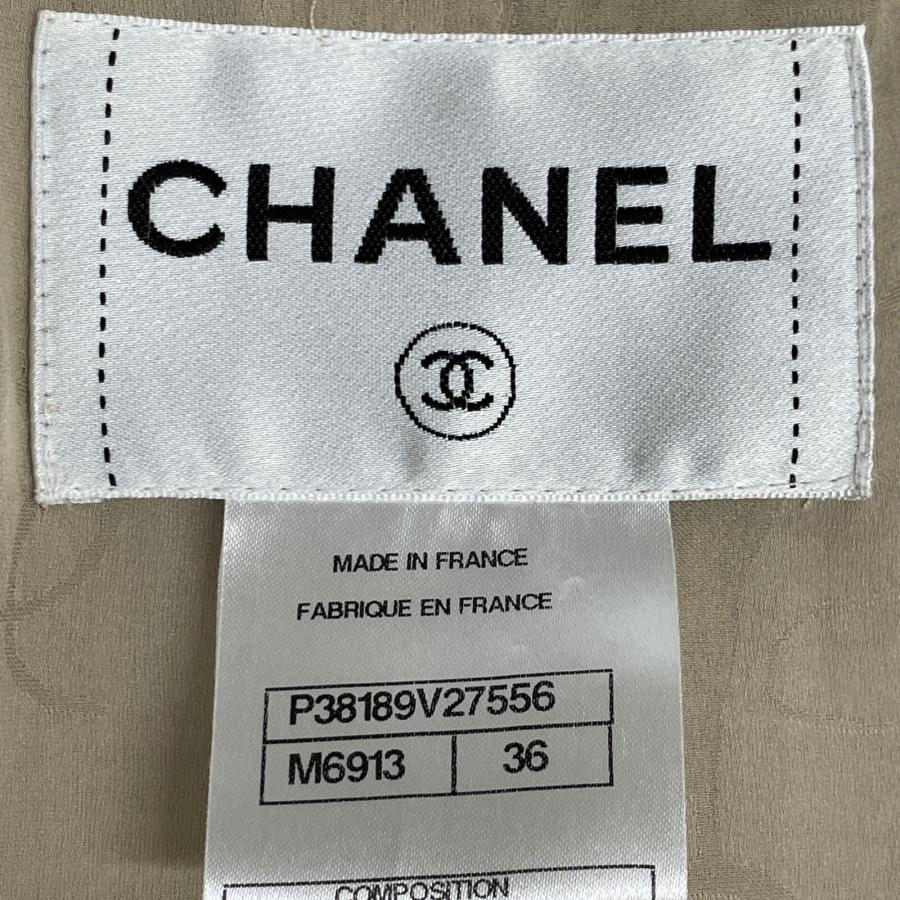 CHANEL
MADE IN FRANCE
FABRIQUE EN FRANCE
P38189V27556
M6913 36
COMPOSITION